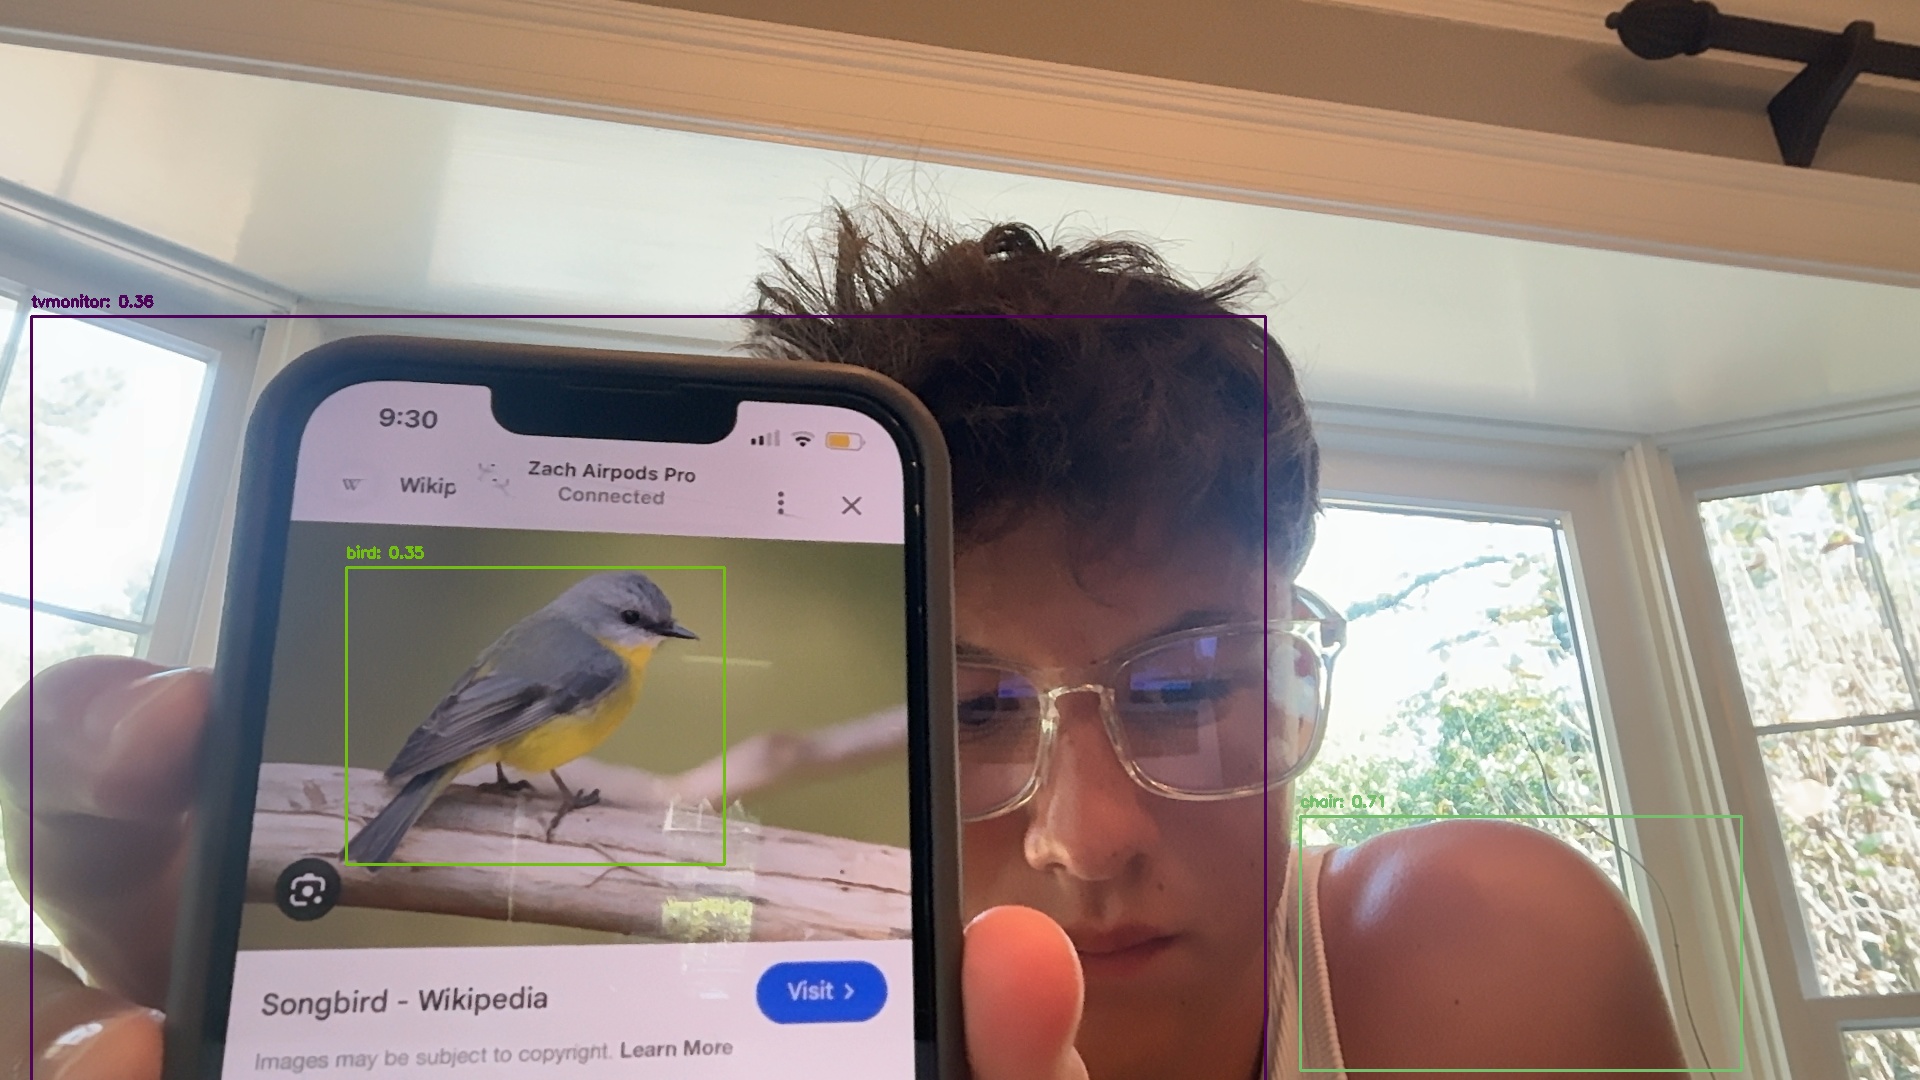 tvmonitor: 0.36
9:30
W Wikip
Zach Airpods Pro
Connected
bird: 0.35
chair: 0.71
Songbird - Wikipedia
Visit >
Images may be subject to copyright. Learn More